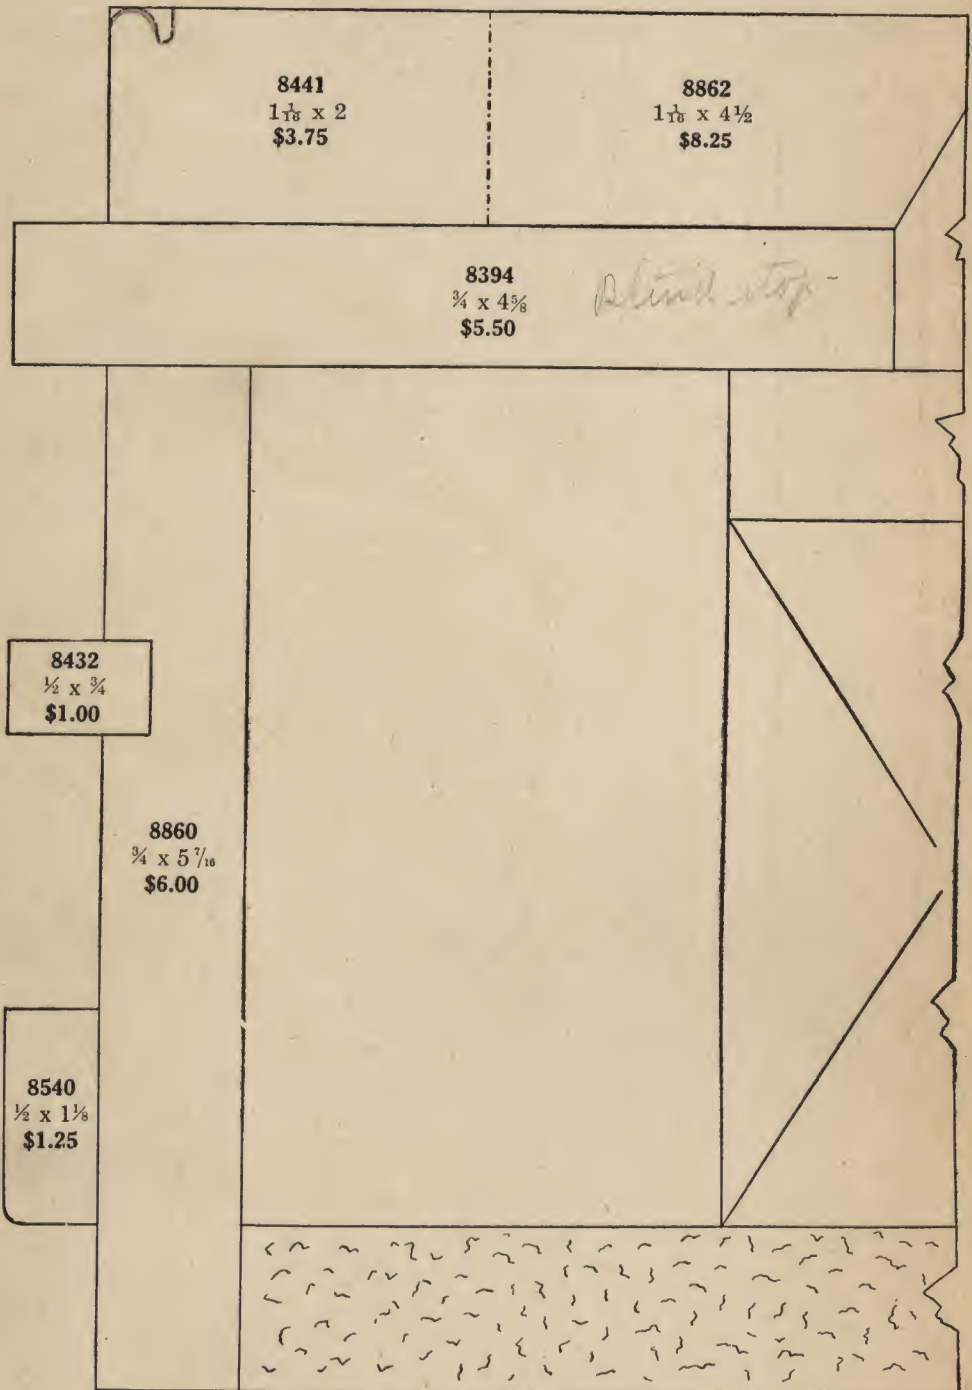 8441
1 1/16 x 2
$3.75
8862
1 1/16 x 4½
$8.25
8394
¾ x 4⅝
$5.50
Blind stop
8432
½ x ¾
$1.00
8860
¾ x 5 7/16
$6.00
8540
½ x 1⅛
$1.25